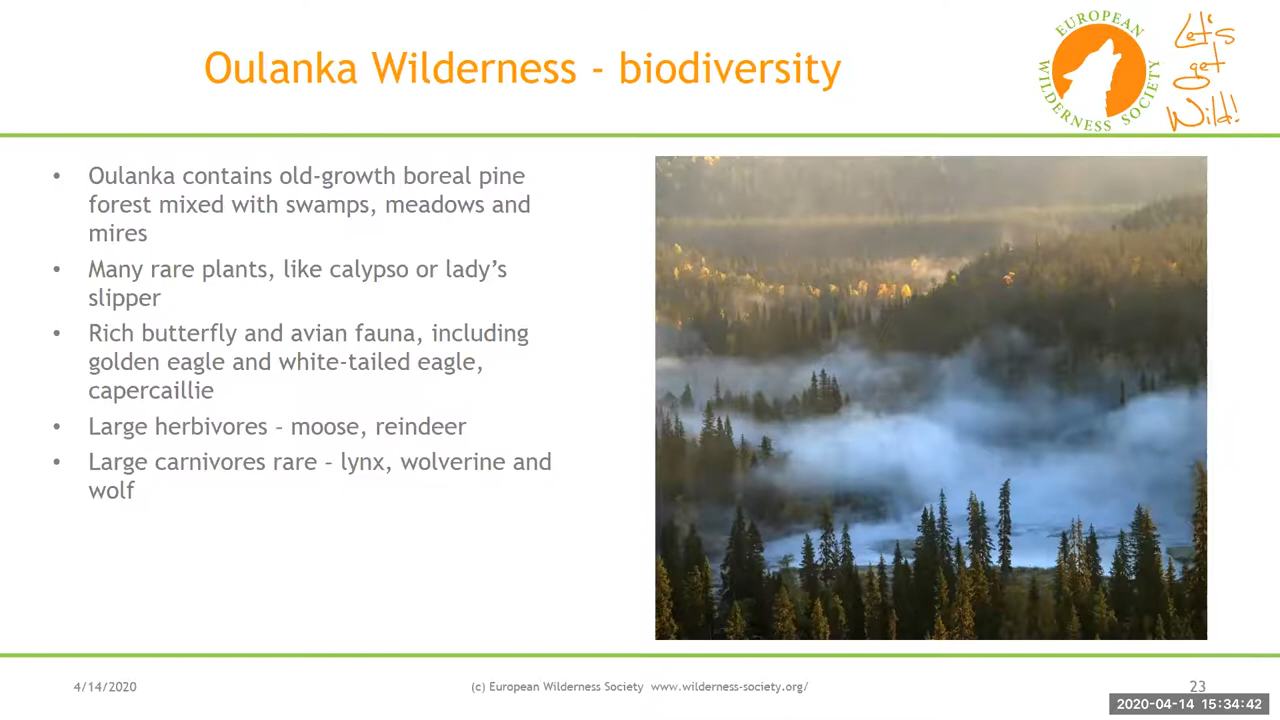 Oulanka Wilderness - biodiversity
EUROPEAN
WILDERNESS SOCIETY
Let's
get
Wild!
• Oulanka contains old-growth boreal pine
forest mixed with swamps, meadows and
mires
• Many rare plants, like calypso or lady’s
slipper
• Rich butterfly and avian fauna, including
golden eagle and white-tailed eagle,
capercaillie
• Large herbivores – moose, reindeer
• Large carnivores rare – lynx, wolverine and
wolf
4/14/2020
(c) European Wilderness Society www.wilderness-society.org/
23
2020-04-14 15:34:42